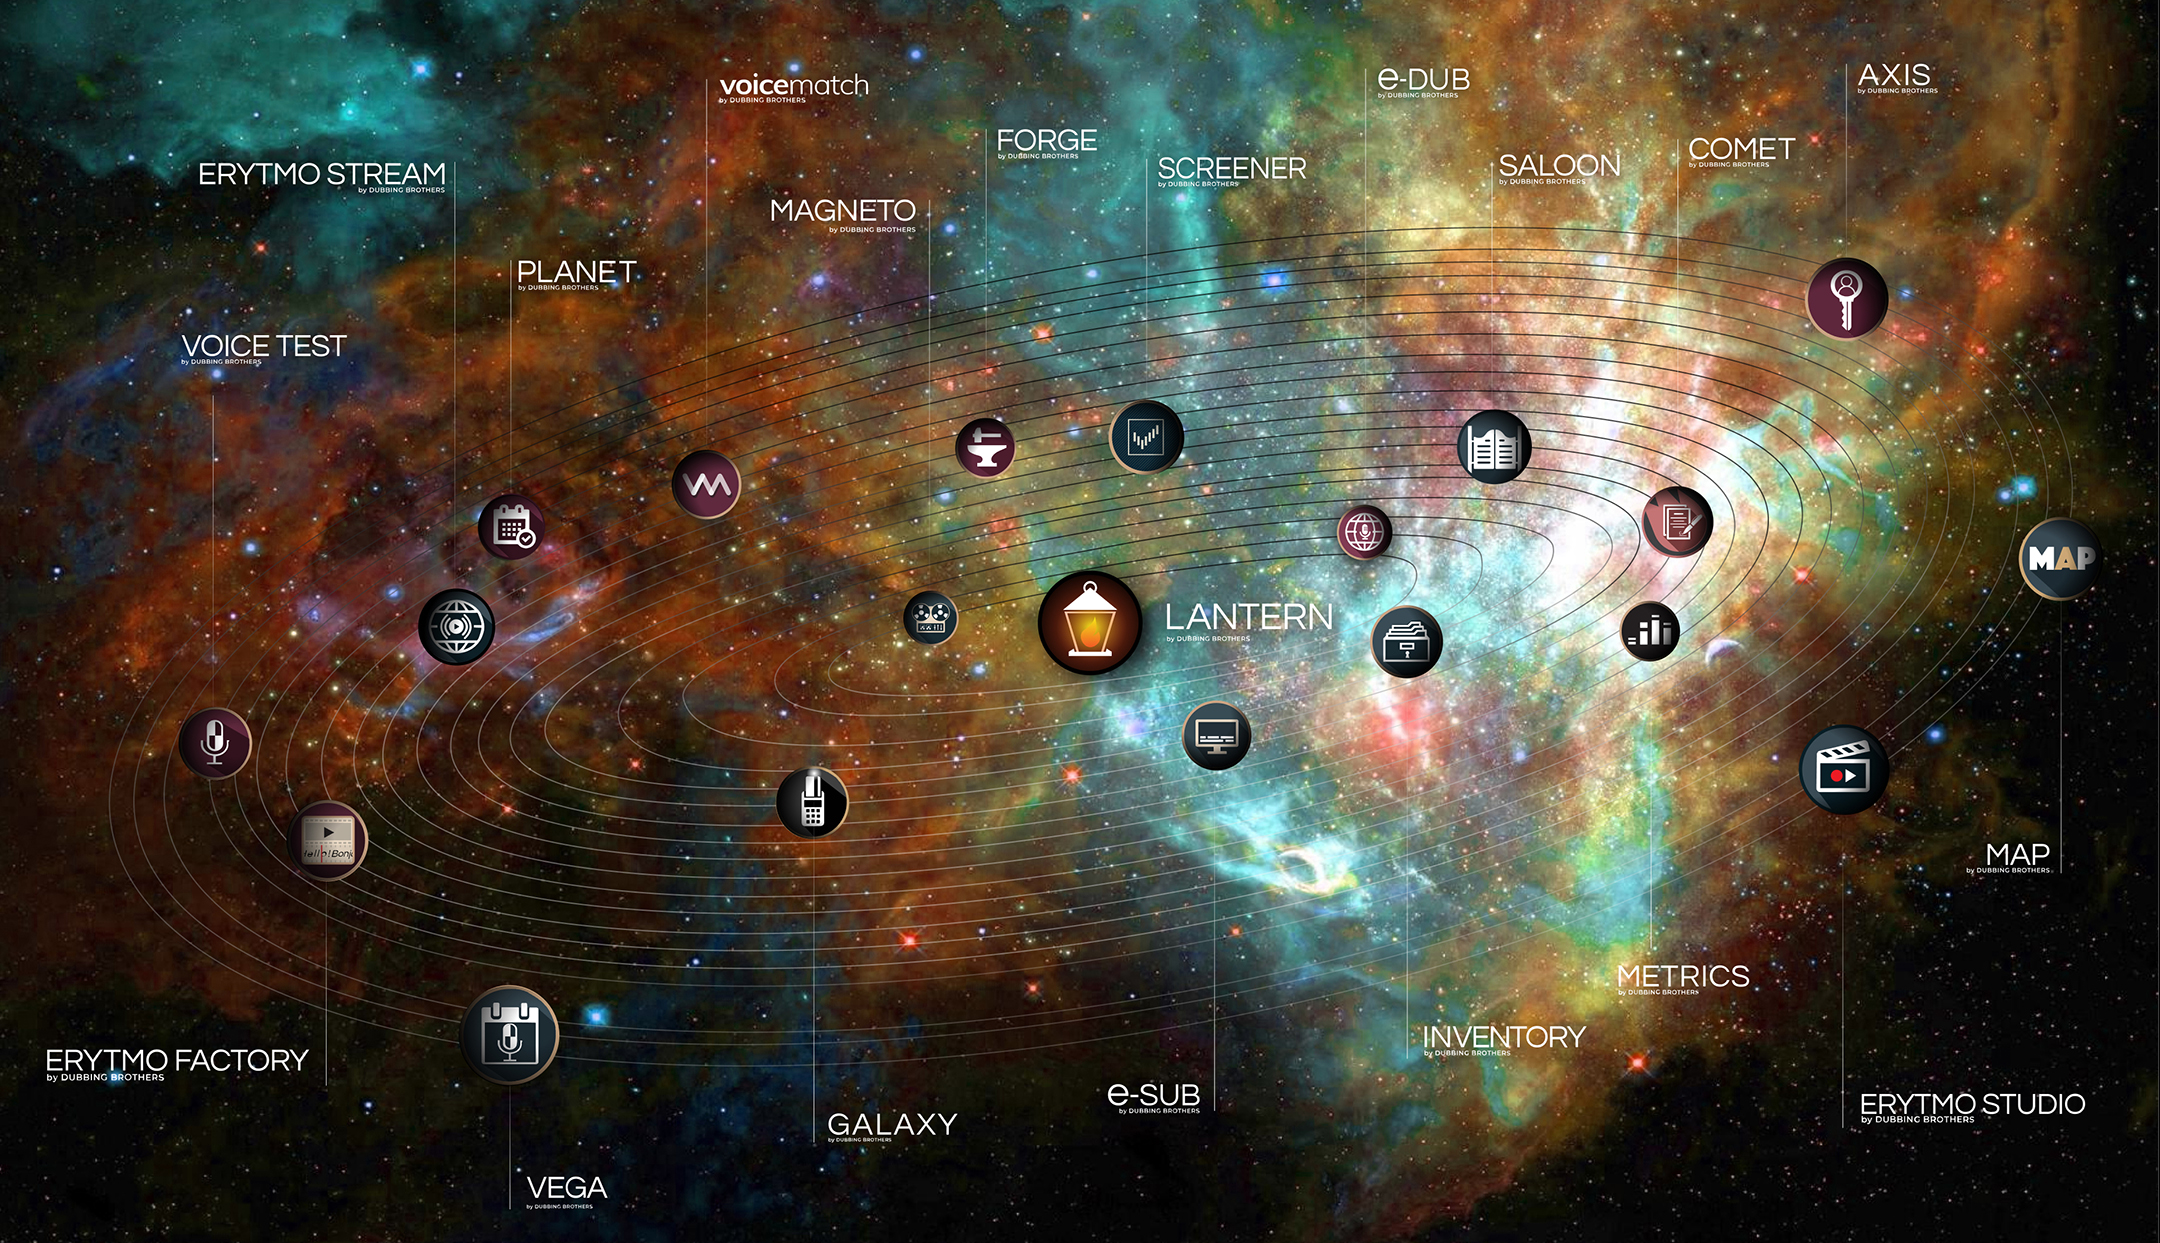 voicematch
by DUBBING BROTHERS
e-DUB
by DUBBING BROTHERS
AXIS
by DUBBING BROTHERS
FORGE
by DUBBING BROTHERS
COMET
by DUBBING BROTHERS
SCREENER
by DUBBING BROTHERS
SALOON
by DUBBING BROTHERS
ERYTMO STREAM
by DUBBING BROTHERS
MAGNETO
by DUBBING BROTHERS
PLANET
by DUBBING BROTHERS
VOICE TEST
by DUBBING BROTHERS
MAP
LANTERN
by DUBBING BROTHERS
Hello!Bonj
MAP
by DUBBING BROTHERS
METRICS
by DUBBING BROTHERS
INVENTORY
by DUBBING BROTHERS
ERYTMO FACTORY
by DUBBING BROTHERS
e-SUB
by DUBBING BROTHERS
ERYTMO STUDIO
by DUBBING BROTHERS
GALAXY
by DUBBING BROTHERS
VEGA
by DUBBING BROTHERS